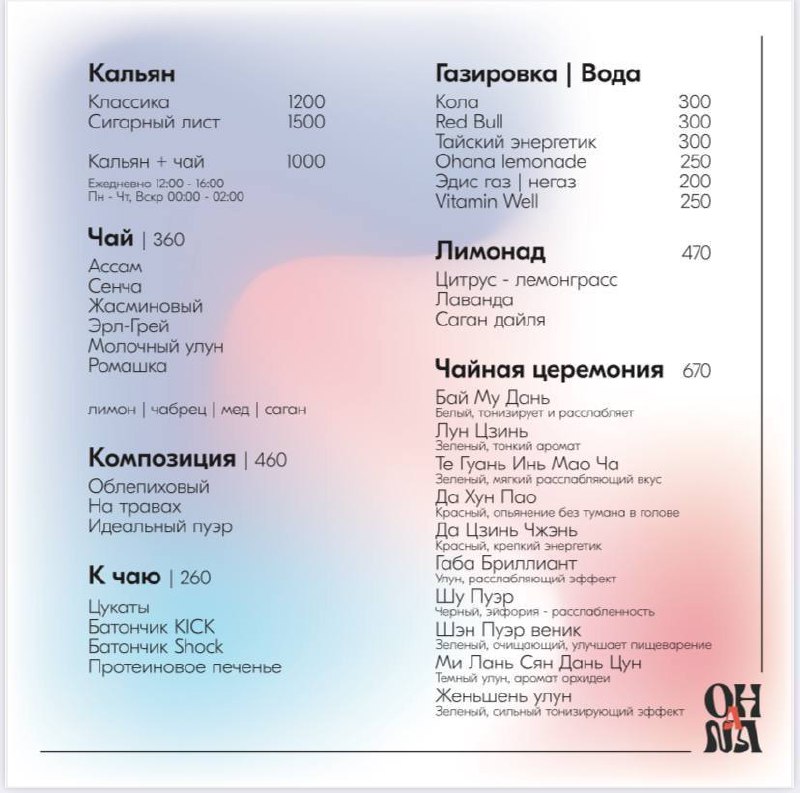 Кальян
Классика 1200
Сигарный лист 1500
Кальян + чай 1000
Ежедневно 12:00 - 16:00
Пн - Чт, Вскр 00:00 - 02:00
Чай | 360
Ассам
Сенча
Жасминовый
Эрл-Грей
Молочный улун
Ромашка
лимон | чабрец | мед | саган
Композиция | 460
Облепиховый
На травах
Идеальный пуэр
К чаю | 260
Цукаты
Батончик KICK
Батончик Shock
Протеиновое печенье
Газировка | Вода
Кола 300
Red Bull 300
Тайский энергетик 300
Ohana lemonade 250
Эдис газ | негаз 200
Vitamin Well 250
Лимонад 470
Цитрус - лемонграсс
Лаванда
Саган дайля
Чайная церемония 670
Бай Му Дань
Белый, тонизирует и расслабляет
Лун Цзинь
Зеленый, тонкий аромат
Те Гуань Инь Мао Ча
Зеленый, мягкий расслабляющий вкус
Да Хун Пао
Красный, опьянение без тумана в голове
Да Цзинь Чжэнь
Красный, крепкий энергетик
Габа Бриллиант
Улун, расслабляющий эффект
Шу Пуэр
Черный, эйфория - расслабленность
Шэн Пуэр веник
Зеленый, очищающий, улучшает пищеварение
Ми Лань Сян Дань Цун
Темный улун, аромат орхидеи
Женьшень улун
Зеленый, сильный тонизирующий эффект
OH
A
NA